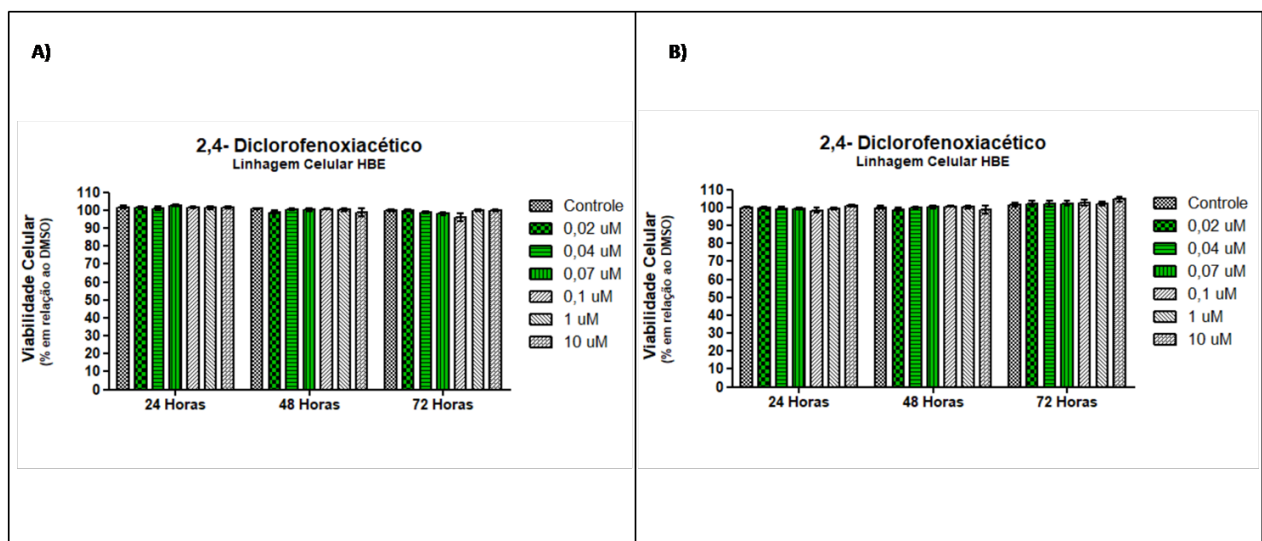 A)
2,4- Diclorofenoxiacético
Linhagem Celular HBE
Viabilidade Celular
(% em relação ao DMSO)
110
100
90
80
70
60
50
40
30
20
10
0
24 Horas
48 Horas
72 Horas
Controle
0,02 uM
0,04 uM
0,07 uM
0,1 uM
1 uM
10 uM
B)
2,4- Diclorofenoxiacético
Linhagem Celular HBE
Viabilidade Celular
(% em relação ao DMSO)
110
100
90
80
70
60
50
40
30
20
10
0
24 Horas
48 Horas
72 Horas
Controle
0,02 uM
0,04 uM
0,07 uM
0,1 uM
1 uM
10 uM